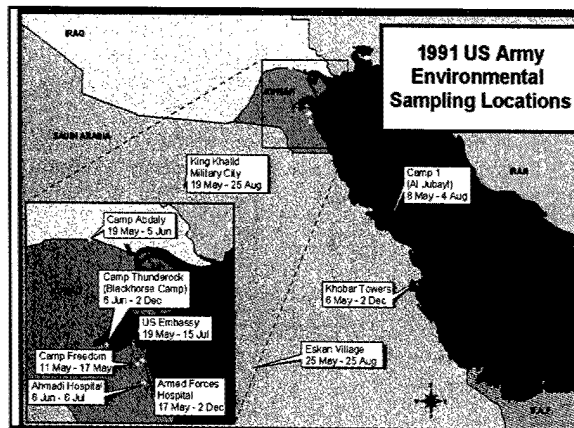 1991 US Army
Environmental
Sampling Locations
IRAQ
KUWAIT
SAUDI ARABIA
IRAN
King Khalid
Military City
19 May - 25 Aug
Camp 1
(Al Jubayl)
8 May - 4 Aug
Camp Abdaly
19 May - 5 Jun
Camp Thunderock
(Blackhorse Camp)
6 Jun - 2 Dec
Khobar Towers
6 May - 2 Dec
US Embassy
19 May - 15 Jul
Camp Freedom
11 May - 17 May
Eskan Village
25 May - 25 Aug
Ahmadi Hospital
6 Jun - 6 Jul
Armed Forces
Hospital
17 May - 2 Dec
U.A.E